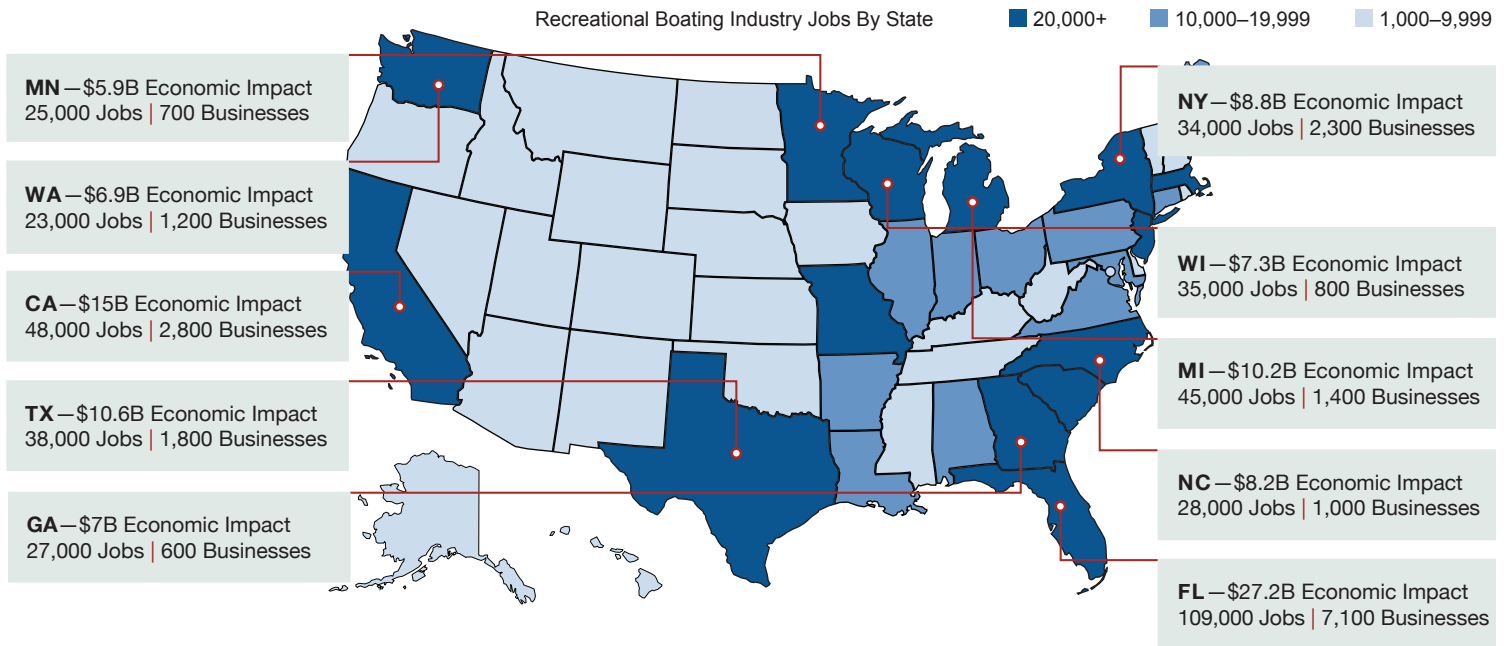 Recreational Boating Industry Jobs By State
20,000+
10,000–19,999
1,000–9,999
MN—$5.9B Economic Impact
25,000 Jobs | 700 Businesses
WA—$6.9B Economic Impact
23,000 Jobs | 1,200 Businesses
CA—$15B Economic Impact
48,000 Jobs | 2,800 Businesses
TX—$10.6B Economic Impact
38,000 Jobs | 1,800 Businesses
GA—$7B Economic Impact
27,000 Jobs | 600 Businesses
NY—$8.8B Economic Impact
34,000 Jobs | 2,300 Businesses
WI—$7.3B Economic Impact
35,000 Jobs | 800 Businesses
MI—$10.2B Economic Impact
45,000 Jobs | 1,400 Businesses
NC—$8.2B Economic Impact
28,000 Jobs | 1,000 Businesses
FL—$27.2B Economic Impact
109,000 Jobs | 7,100 Businesses